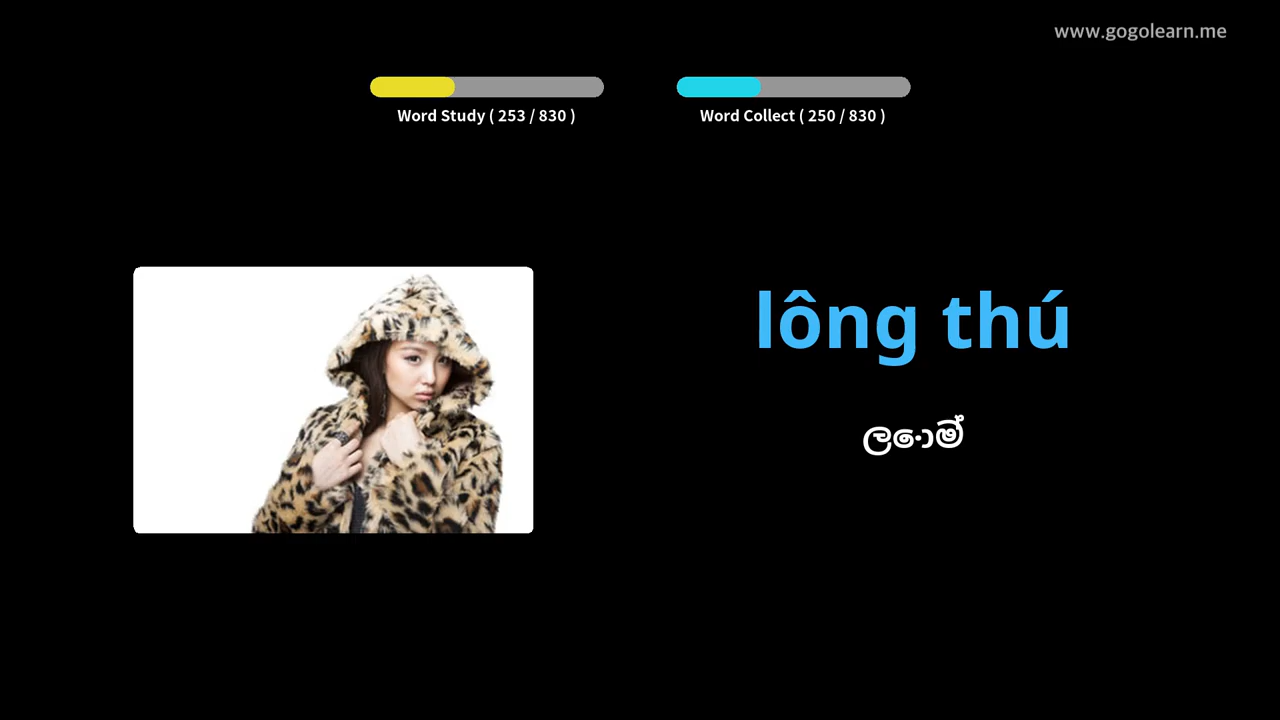 www.gogolearn.me
Word Study ( 253 / 830 )
Word Collect ( 250 / 830 )
lông thú
ලොම්